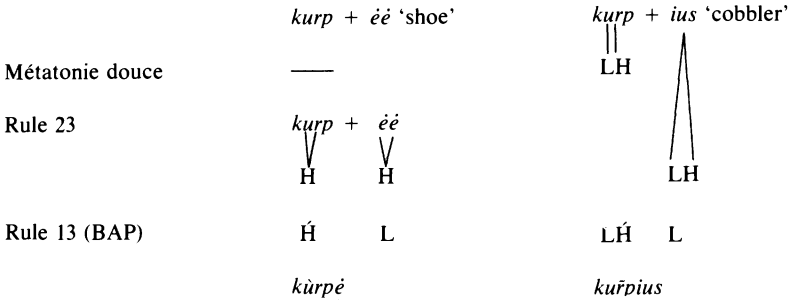 kurp + ėė ‘shoe’ kurp + ius ‘cobbler’
Métatonie douce —— LH
Rule 23 kurp + ėė
H H LH
Rule 13 (BAP) H́ L LH́ L
kùrpė kur̃pius